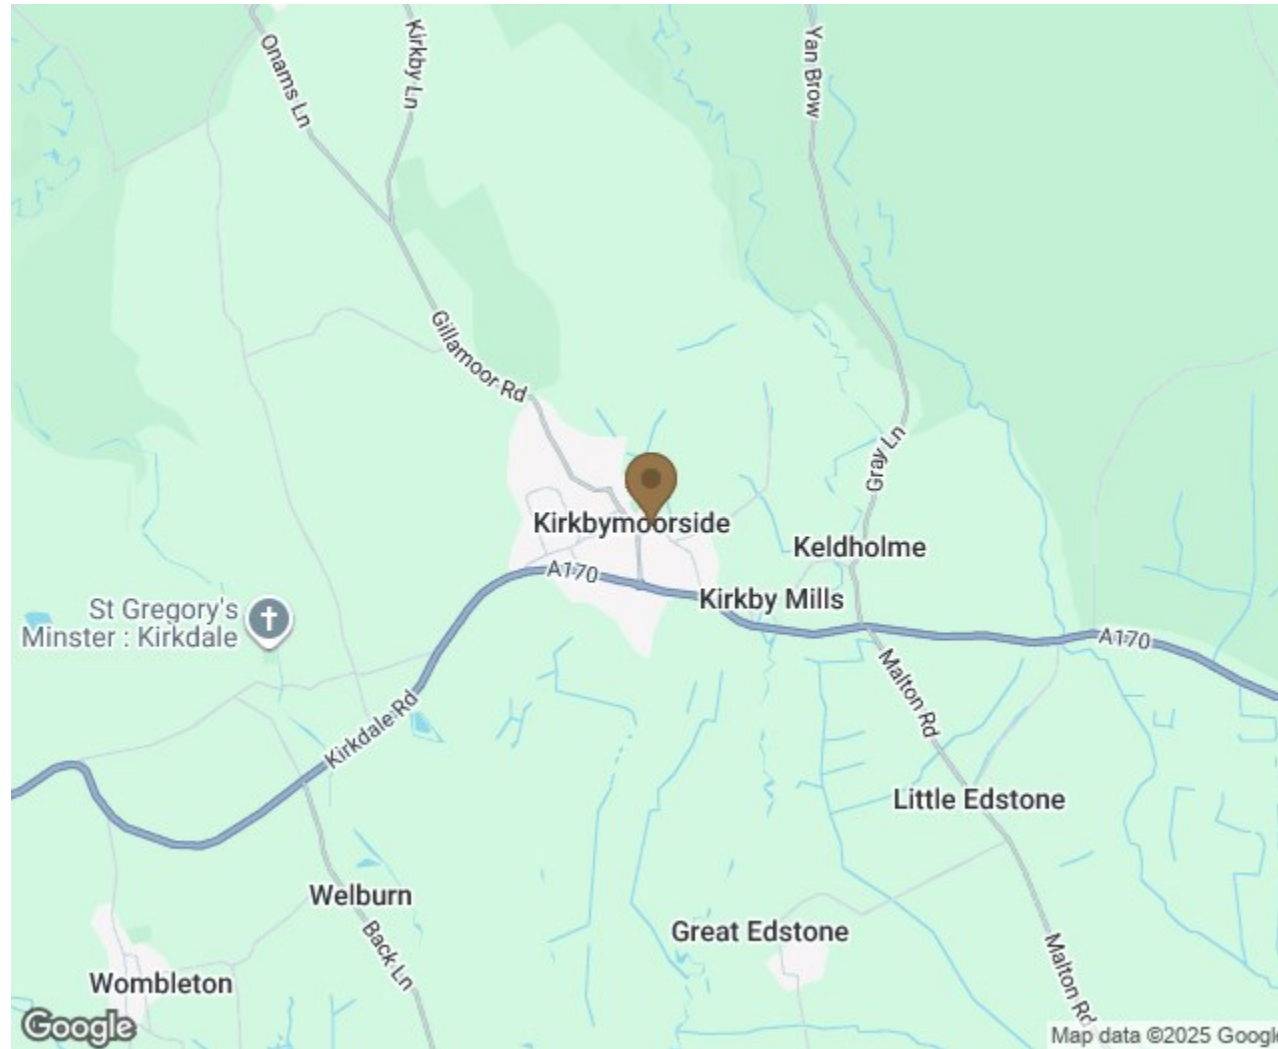 Onams Ln
Kirkby Ln
Yan Brow
Gillamoor Rd
Gray Ln
Kirkbymoorside
Keldholme
A170
Kirkby Mills
St Gregory's
Minster : Kirkdale
A170
Malton Rd
Kirkdale Rd
Little Edstone
Welburn
Great Edstone
Back Ln
Wombleton
Malton Rd
Google
Map data ©2025 Google